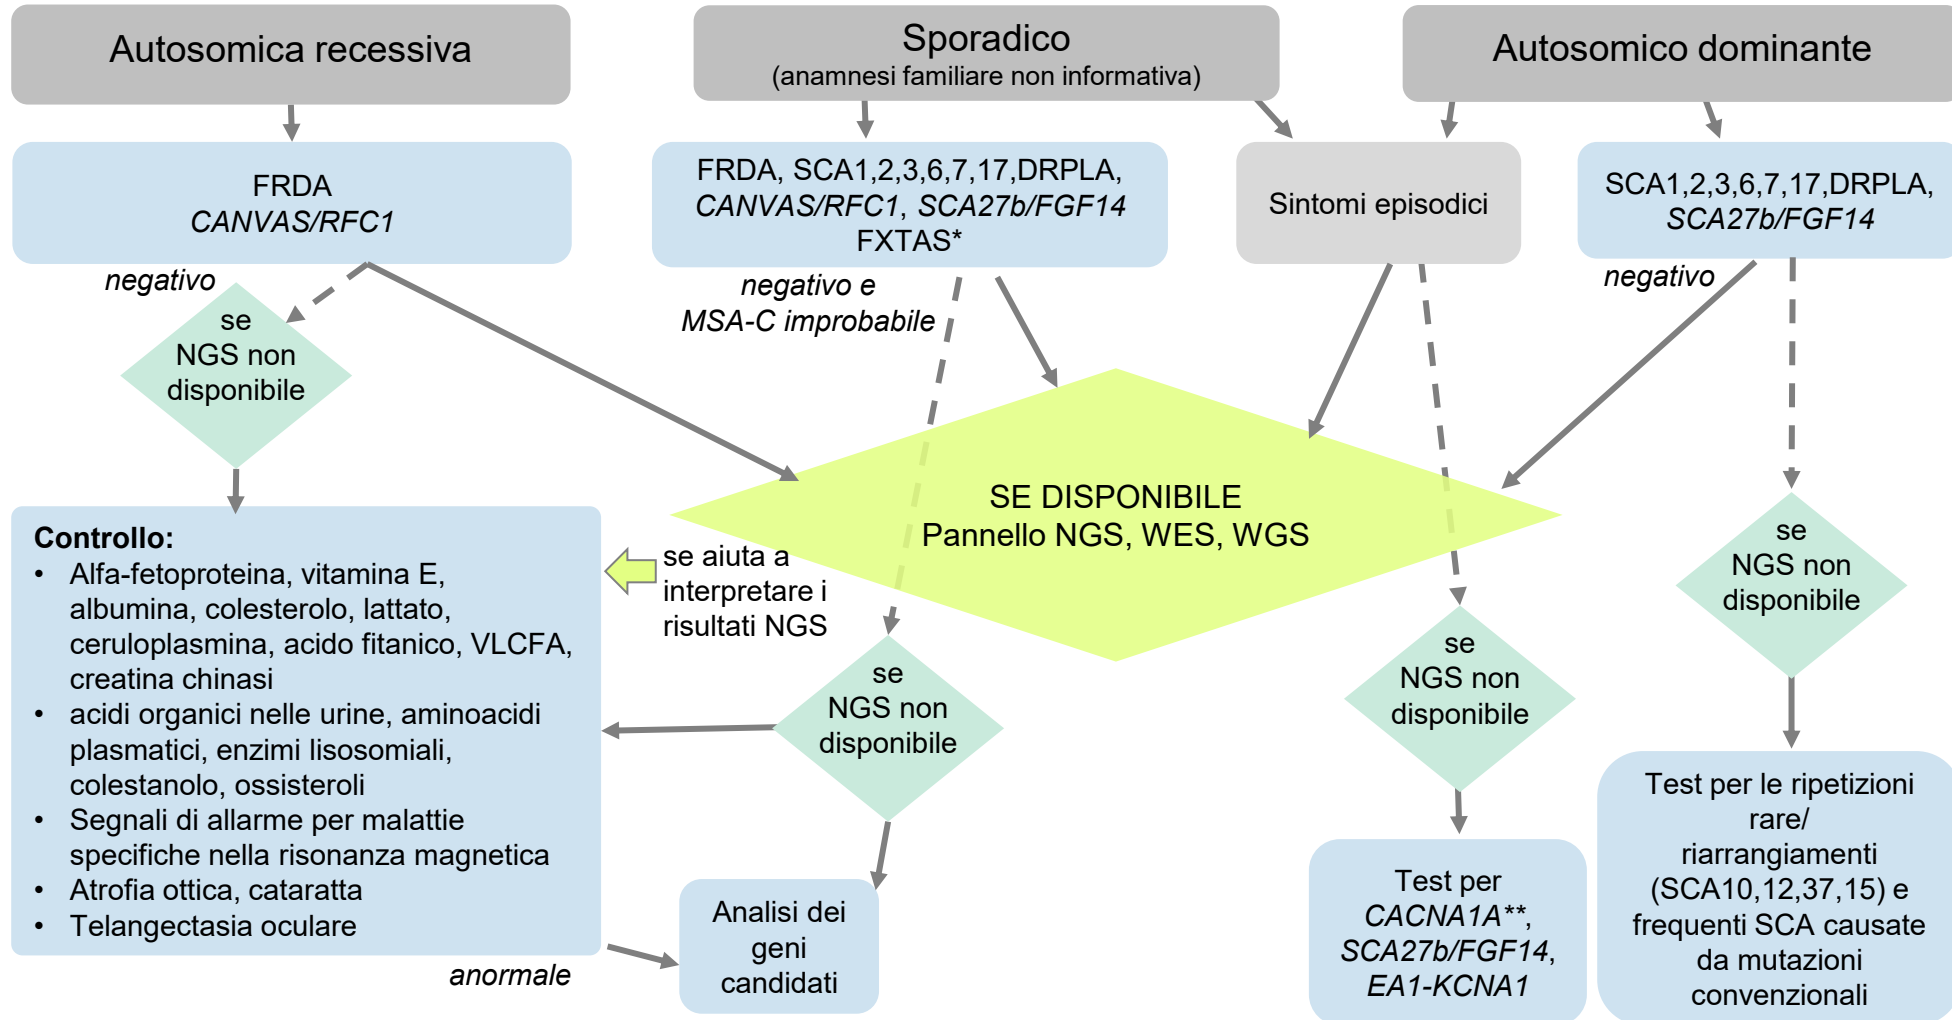 Autosomica recessiva
Sporadico
(anamnesi familiare non informativa)
Autosomico dominante
FRDA
CANVAS/RFC1
FRDA, SCA1,2,3,6,7,17,DRPLA,
CANVAS/RFC1, SCA27b/FGF14
FXTAS*
Sintomi episodici
SCA1,2,3,6,7,17,DRPLA,
SCA27b/FGF14
negativo
negativo e
MSA-C improbabile
negativo
se
NGS non
disponibile
SE DISPONIBILE
Pannello NGS, WES, WGS
se
NGS non
disponibile
Controllo:
• Alfa-fetoproteina, vitamina E,
albumina, colesterolo, lattato,
ceruloplasmina, acido fitanico, VLCFA,
creatina chinasi
• acidi organici nelle urine, aminoacidi
plasmatici, enzimi lisosomiali,
colestanolo, ossisteroli
• Segnali di allarme per malattie
specifiche nella risonanza magnetica
• Atrofia ottica, cataratta
• Telangectasia oculare
se aiuta a
interpretare i
risultati NGS
se
NGS non
disponibile
se
NGS non
disponibile
anormale
Analisi dei
geni
candidati
Test per
CACNA1A**,
SCA27b/FGF14,
EA1-KCNA1
Test per le ripetizioni
rare/
riarrangiamenti
(SCA10,12,37,15) e
frequenti SCA causate
da mutazioni
convenzionali